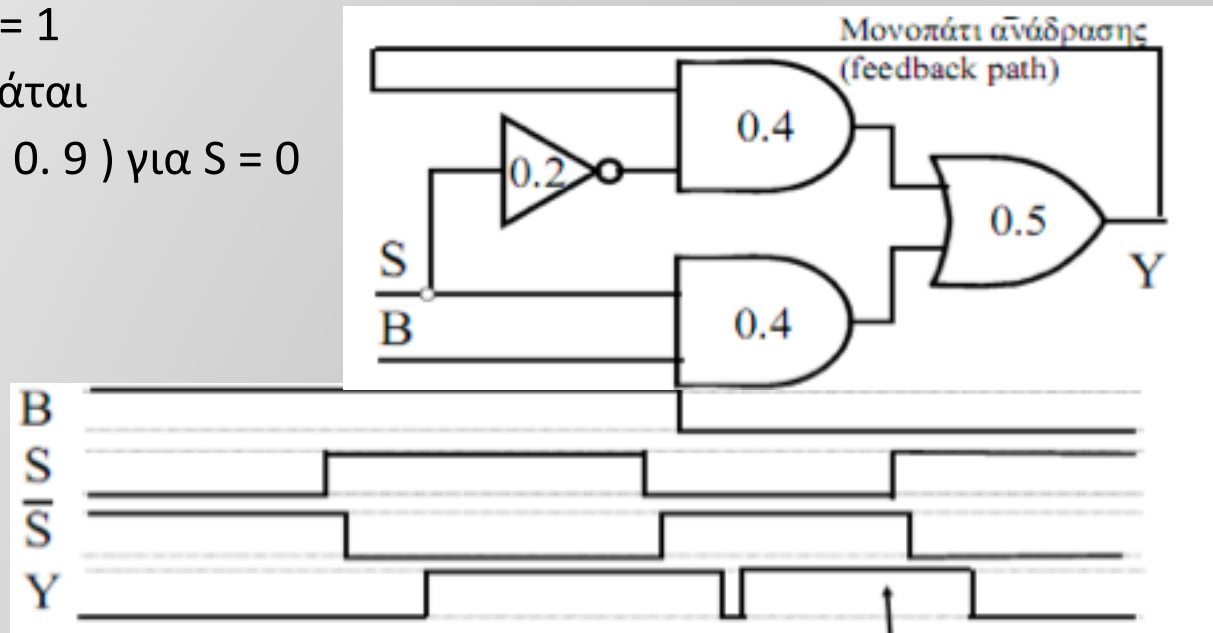 = 1
άται
0. 9 ) για S = 0
Μονοπάτι ανάδρασης
(feedback path)
0.4
0.2
0.5
S
Y
B
0.4
B
S
S̅
Y